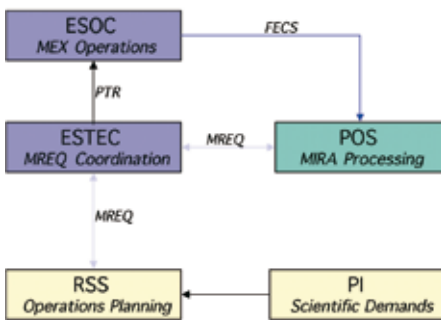 ESOC
MEX Operations
FECS
PTR
ESTEC
MREQ Coordination
MREQ
POS
MIRA Processing
MREQ
RSS
Operations Planning
PI
Scientific Demands